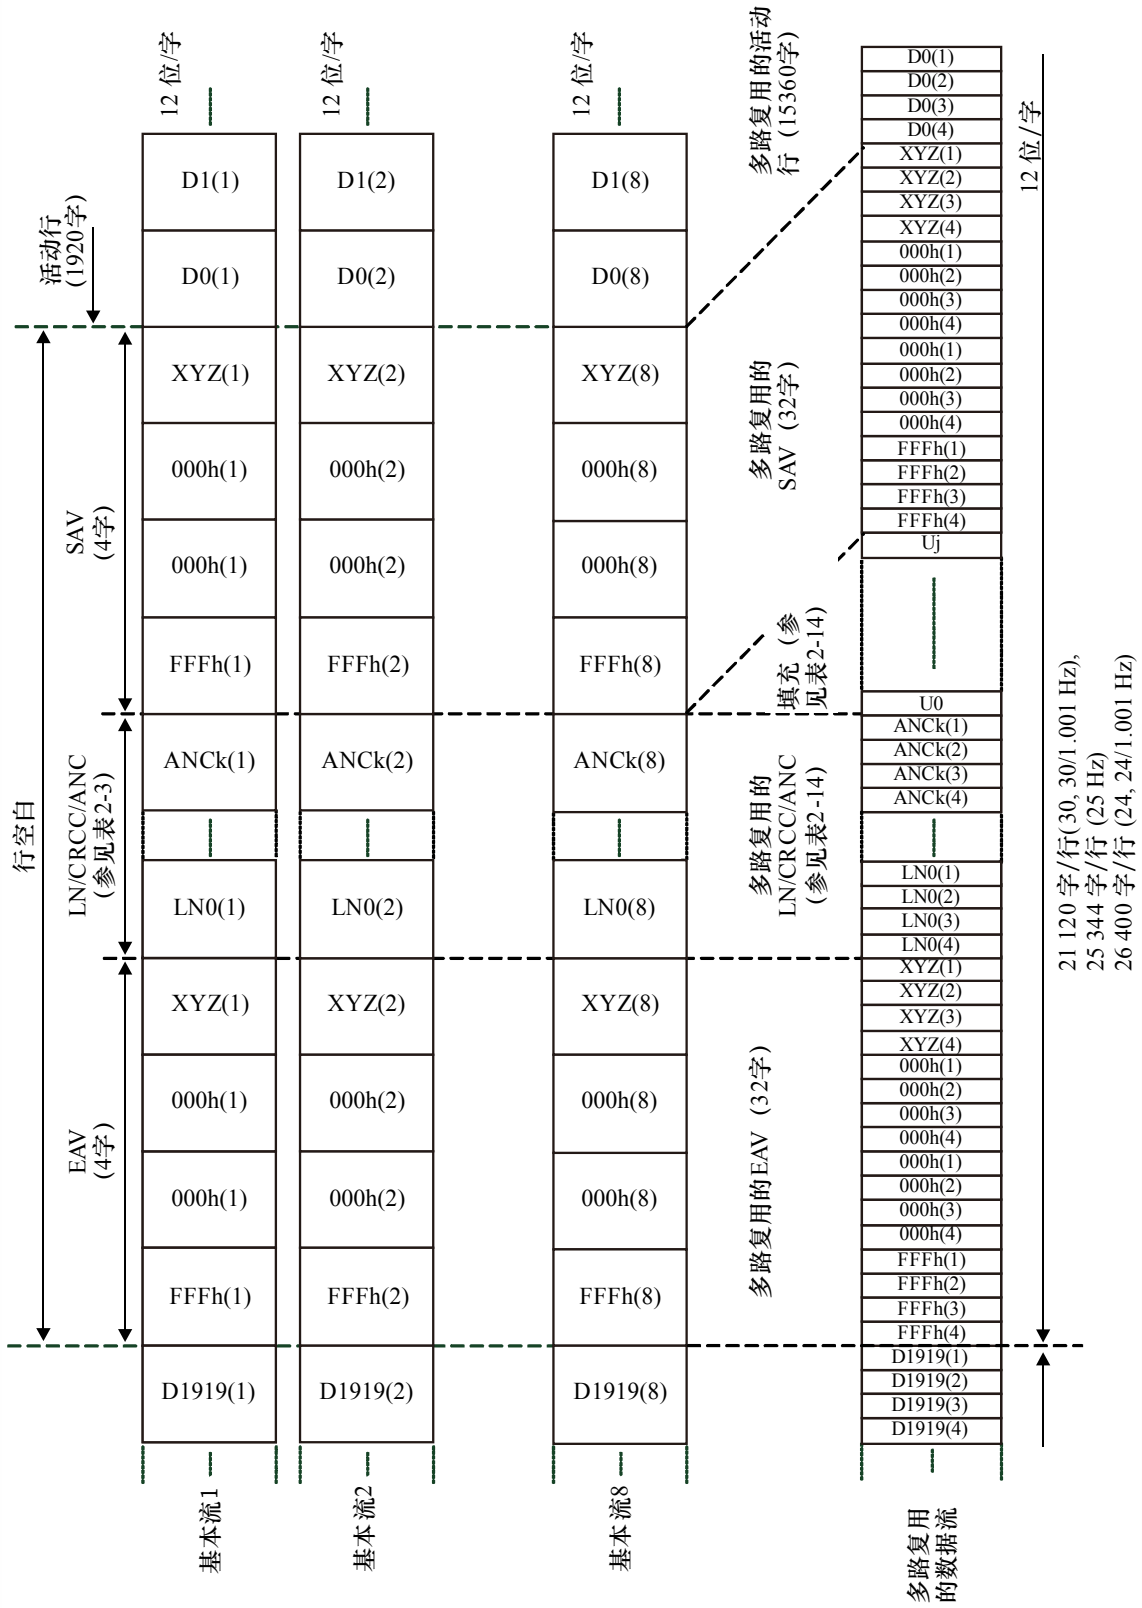 12 位/字
12 位/字
12 位/字
活动行
(1920字)
行空白
SAV
(4字)
LN/CRCC/ANC
(参见表2-3)
EAV
(4字)
D1(1)
D0(1)
XYZ(1)
000h(1)
000h(1)
FFFh(1)
ANCk(1)
LN0(1)
XYZ(1)
000h(1)
000h(1)
FFFh(1)
D1919(1)
基本流1
D1(2)
D0(2)
XYZ(2)
000h(2)
000h(2)
FFFh(2)
ANCk(2)
LN0(2)
XYZ(2)
000h(2)
000h(2)
FFFh(2)
D1919(2)
基本流2
D1(8)
D0(8)
XYZ(8)
000h(8)
000h(8)
FFFh(8)
ANCk(8)
LN0(8)
XYZ(8)
000h(8)
000h(8)
FFFh(8)
D1919(8)
基本流8
多路复用的活动
行（15360字）
多路复用的
SAV（32字）
填充（参
见表2-14）
多路复用的
LN/CRCC/ANC
（参见表2-14）
多路复用的EAV（32字）
D0(1)
D0(2)
D0(3)
D0(4)
XYZ(1)
XYZ(2)
XYZ(3)
XYZ(4)
000h(1)
000h(2)
000h(3)
000h(4)
000h(1)
000h(2)
000h(3)
000h(4)
FFFh(1)
FFFh(2)
FFFh(3)
FFFh(4)
Uj
U0
ANCk(1)
ANCk(2)
ANCk(3)
ANCk(4)
LN0(1)
LN0(2)
LN0(3)
LN0(4)
XYZ(1)
XYZ(2)
XYZ(3)
XYZ(4)
000h(1)
000h(2)
000h(3)
000h(4)
000h(1)
000h(2)
000h(3)
000h(4)
FFFh(1)
FFFh(2)
FFFh(3)
FFFh(4)
D1919(1)
D1919(2)
D1919(3)
D1919(4)
多路复用
的数据流
12 位/字
21 120 字/行(30, 30/1.001 Hz),
25 344 字/行 (25 Hz)
26 400 字/行 (24, 24/1.001 Hz)